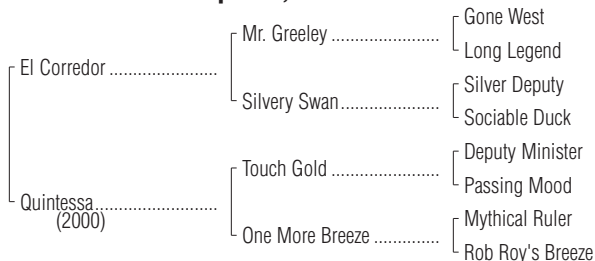 Gone West
Mr. Greeley ....................
Long Legend
El Corredor ....................
Silver Deputy
Silvery Swan ....................
Sociable Duck
Deputy Minister
Touch Gold ....................
Passing Mood
Quintessa ....................
(2000)
Mythical Ruler
One More Breeze ............
Rob Roy's Breeze